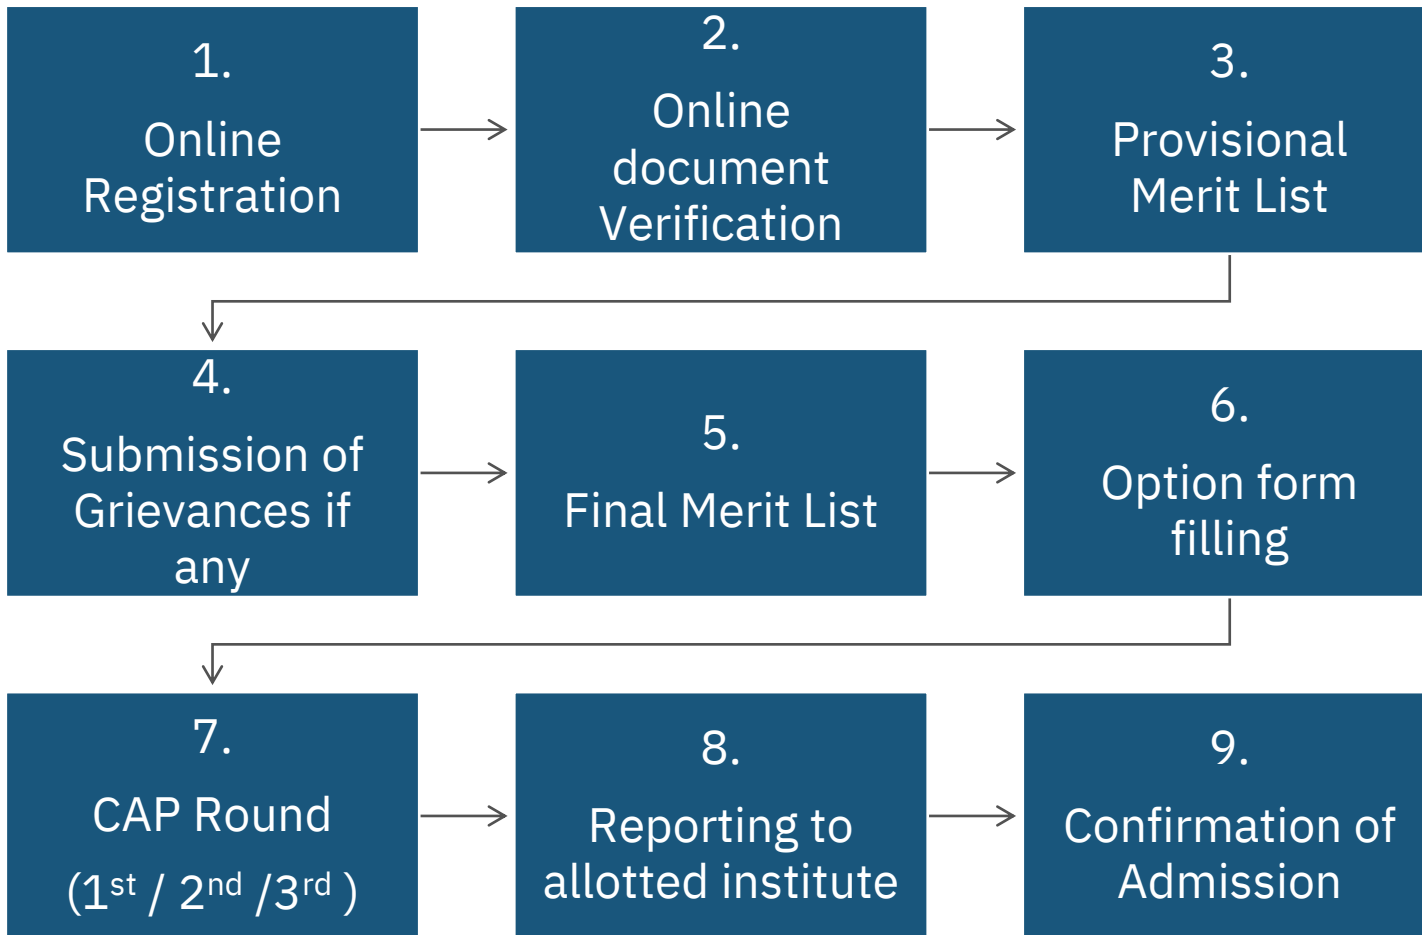 1.
Online
Registration
2.
Online
document
Verification
3.
Provisional
Merit List
4.
Submission of
Grievances if
any
5.
Final Merit List
6.
Option form
filling
7.
CAP Round
(1st / 2nd /3rd )
8.
Reporting to
allotted institute
9.
Confirmation of
Admission